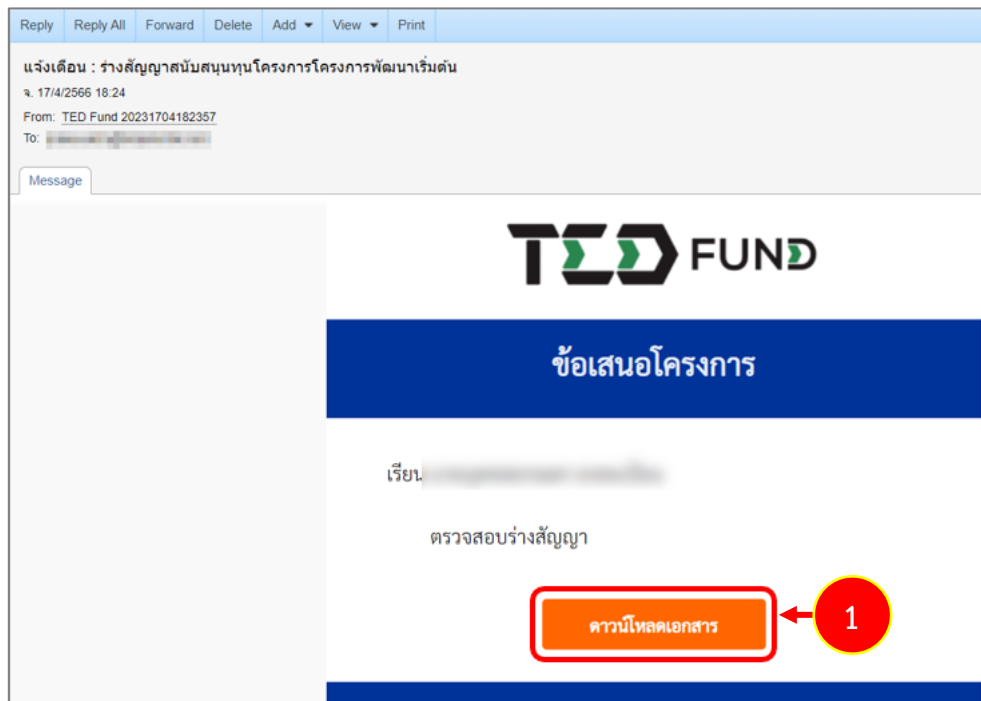 Reply Reply All Forward Delete Add View Print
แจ้งเตือน : ร่างสัญญาสนับสนุนทุนโครงการโครงการพัฒนาเริ่มต้น
จ. 17/4/2566 18:24
From: TED Fund 20231704182357
To:
Message
TED FUND
ข้อเสนอโครงการ
เรียน
ตรวจสอบร่างสัญญา
ดาวน์โหลดเอกสาร
1